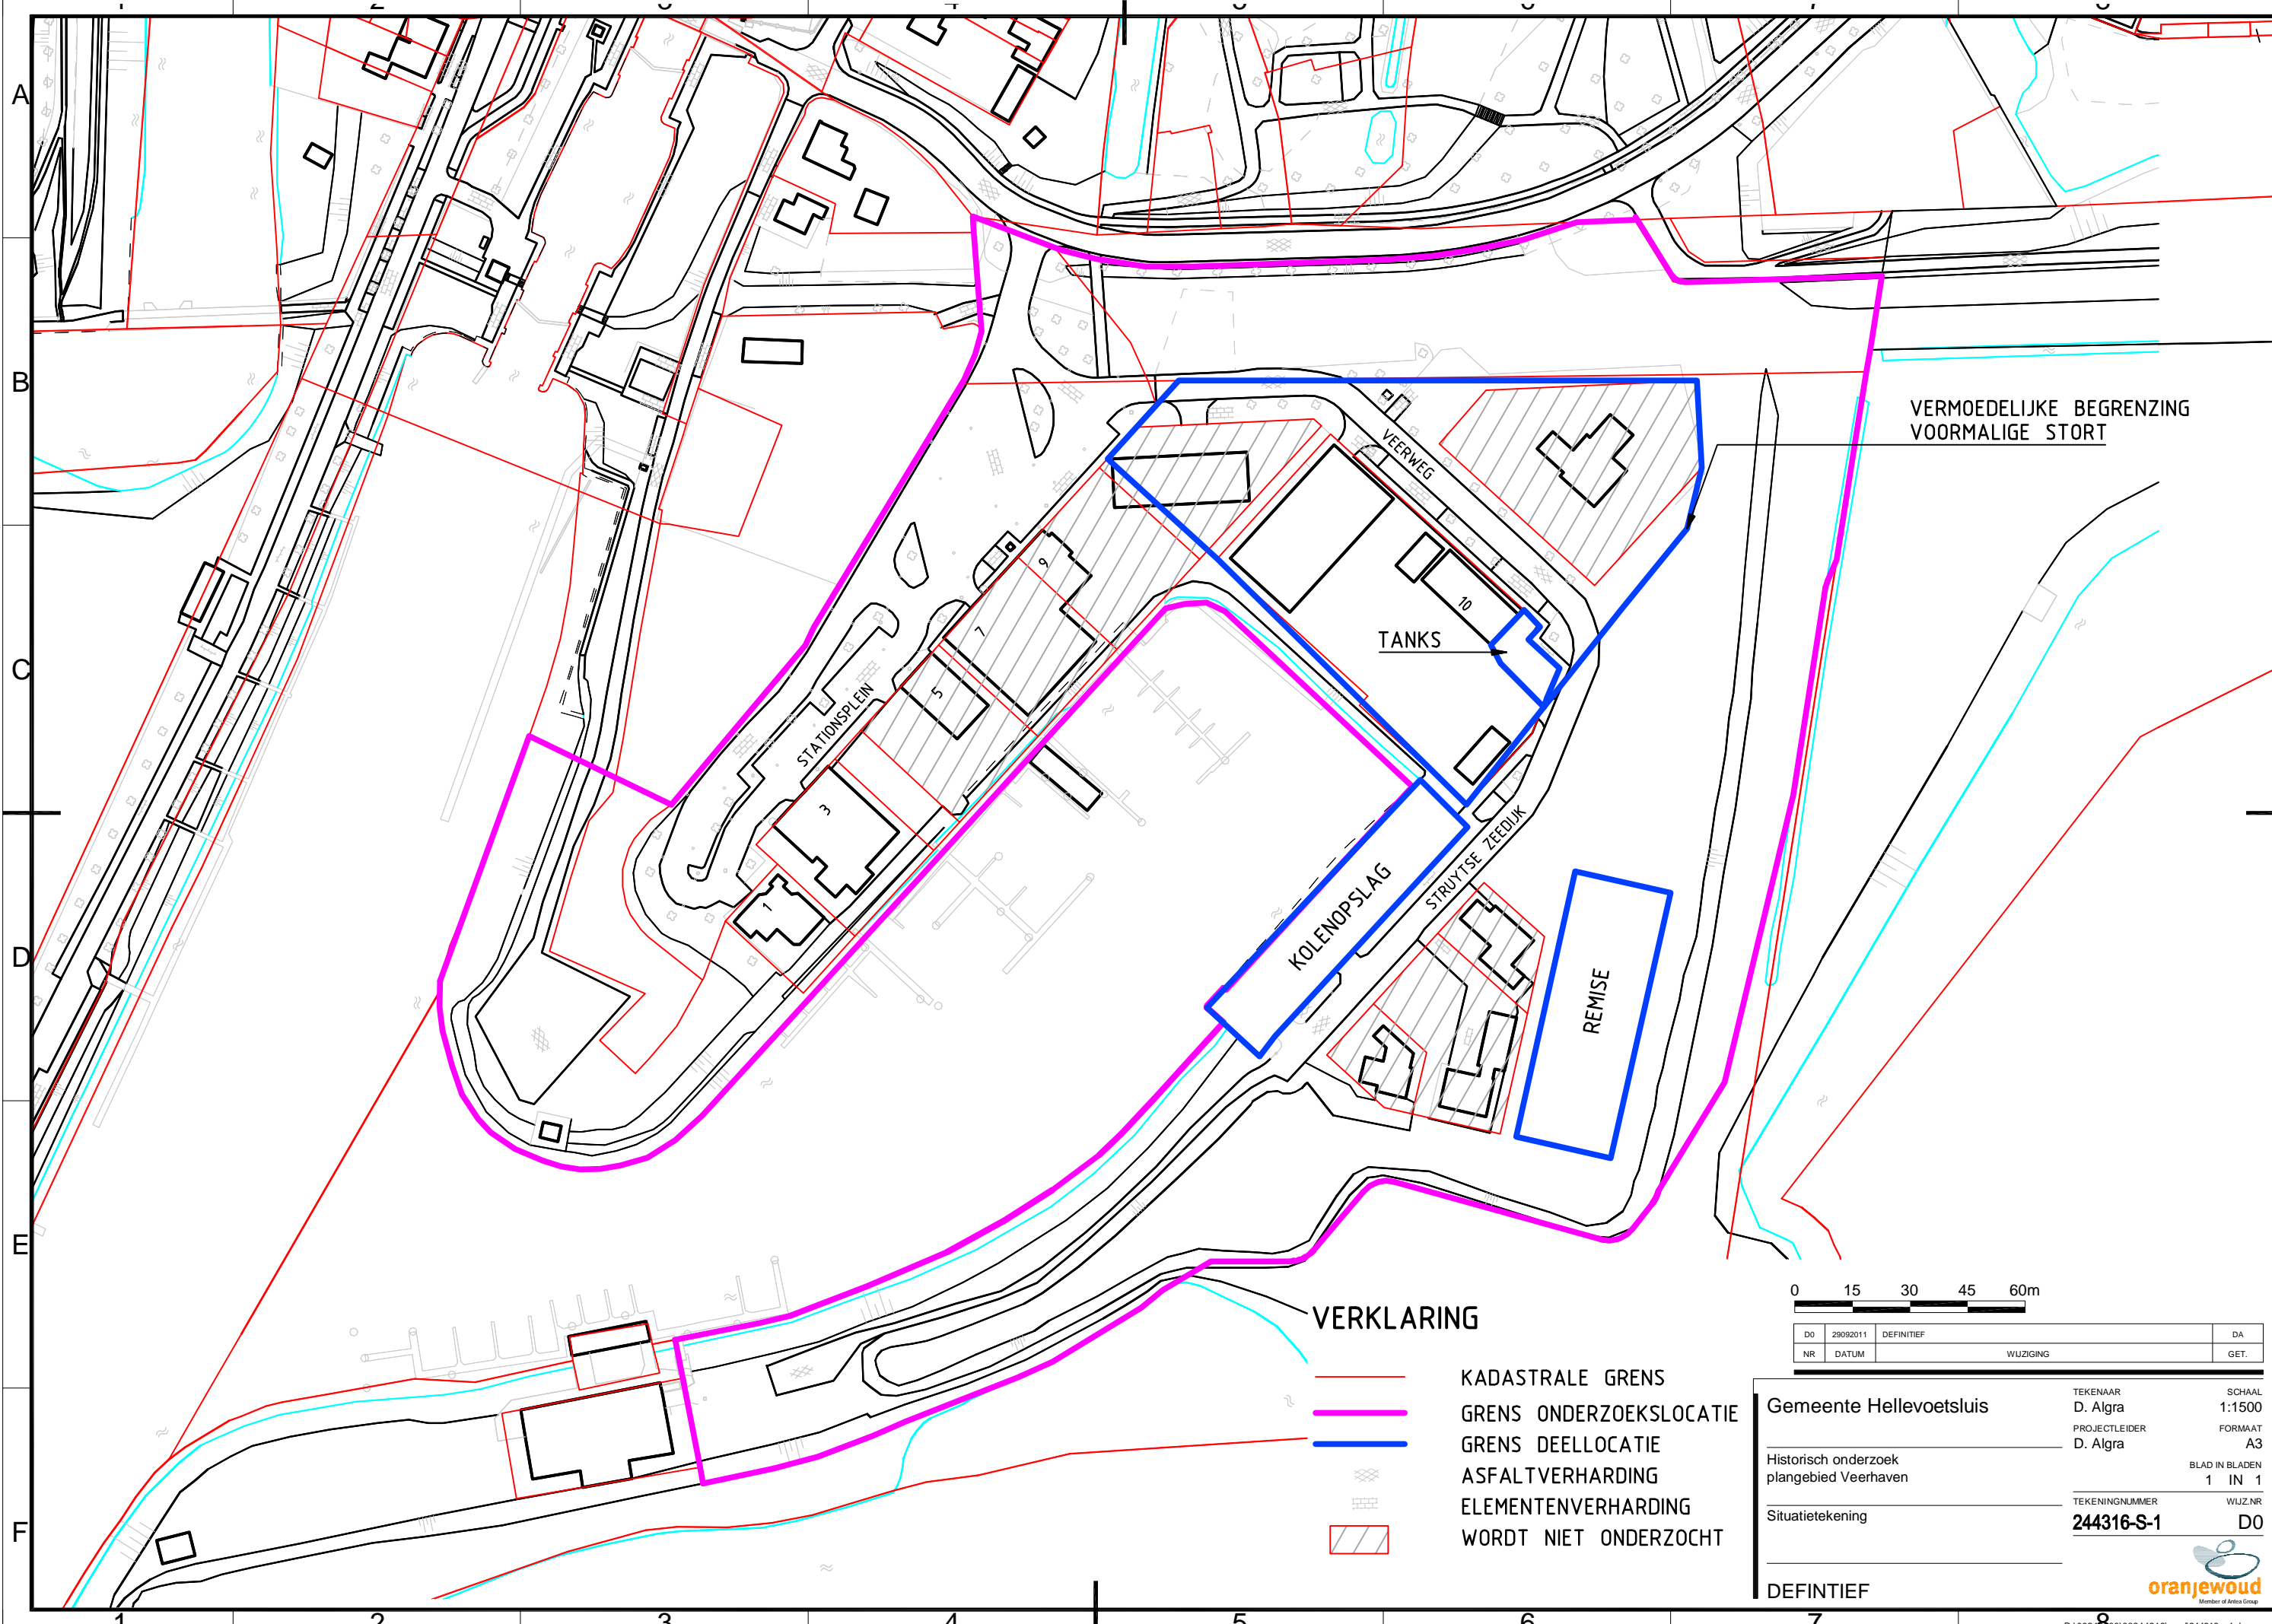 A
B
C
D
E
F
VERMOEDELIJKE BEGRENZING
VOORMALIGE STORT
VEERWEG
10
TANKS
9
7
5
STATIONSPLEIN
3
1
KOLENOPSLAG
STRUYTSE ZEEDIJK
REMISE
VERKLARING
KADASTRALE GRENS
GRENS ONDERZOEKSLOCATIE
GRENS DEELLOCATIE
ASFALTVERHARDING
ELEMENTENVERHARDING
WORDT NIET ONDERZOCHT
0 15 30 45 60m
D0 29092011 DEFINITIEF DA
NR DATUM WIJZIGING GET.
Gemeente Hellevoetsluis
Historisch onderzoek
plangebied Veerhaven
Situatietekening
DEFINTIEF
TEKENAAR SCHAAL
D. Algra 1:1500
PROJECTLEIDER FORMAAT
D. Algra A3
BLAD IN BLADEN
1 IN 1
TEKENINGNUMMER WIJZ.NR
244316-S-1 D0
oranjewoud
Member of Antea Group
1 2 3 4 5 6 7 8